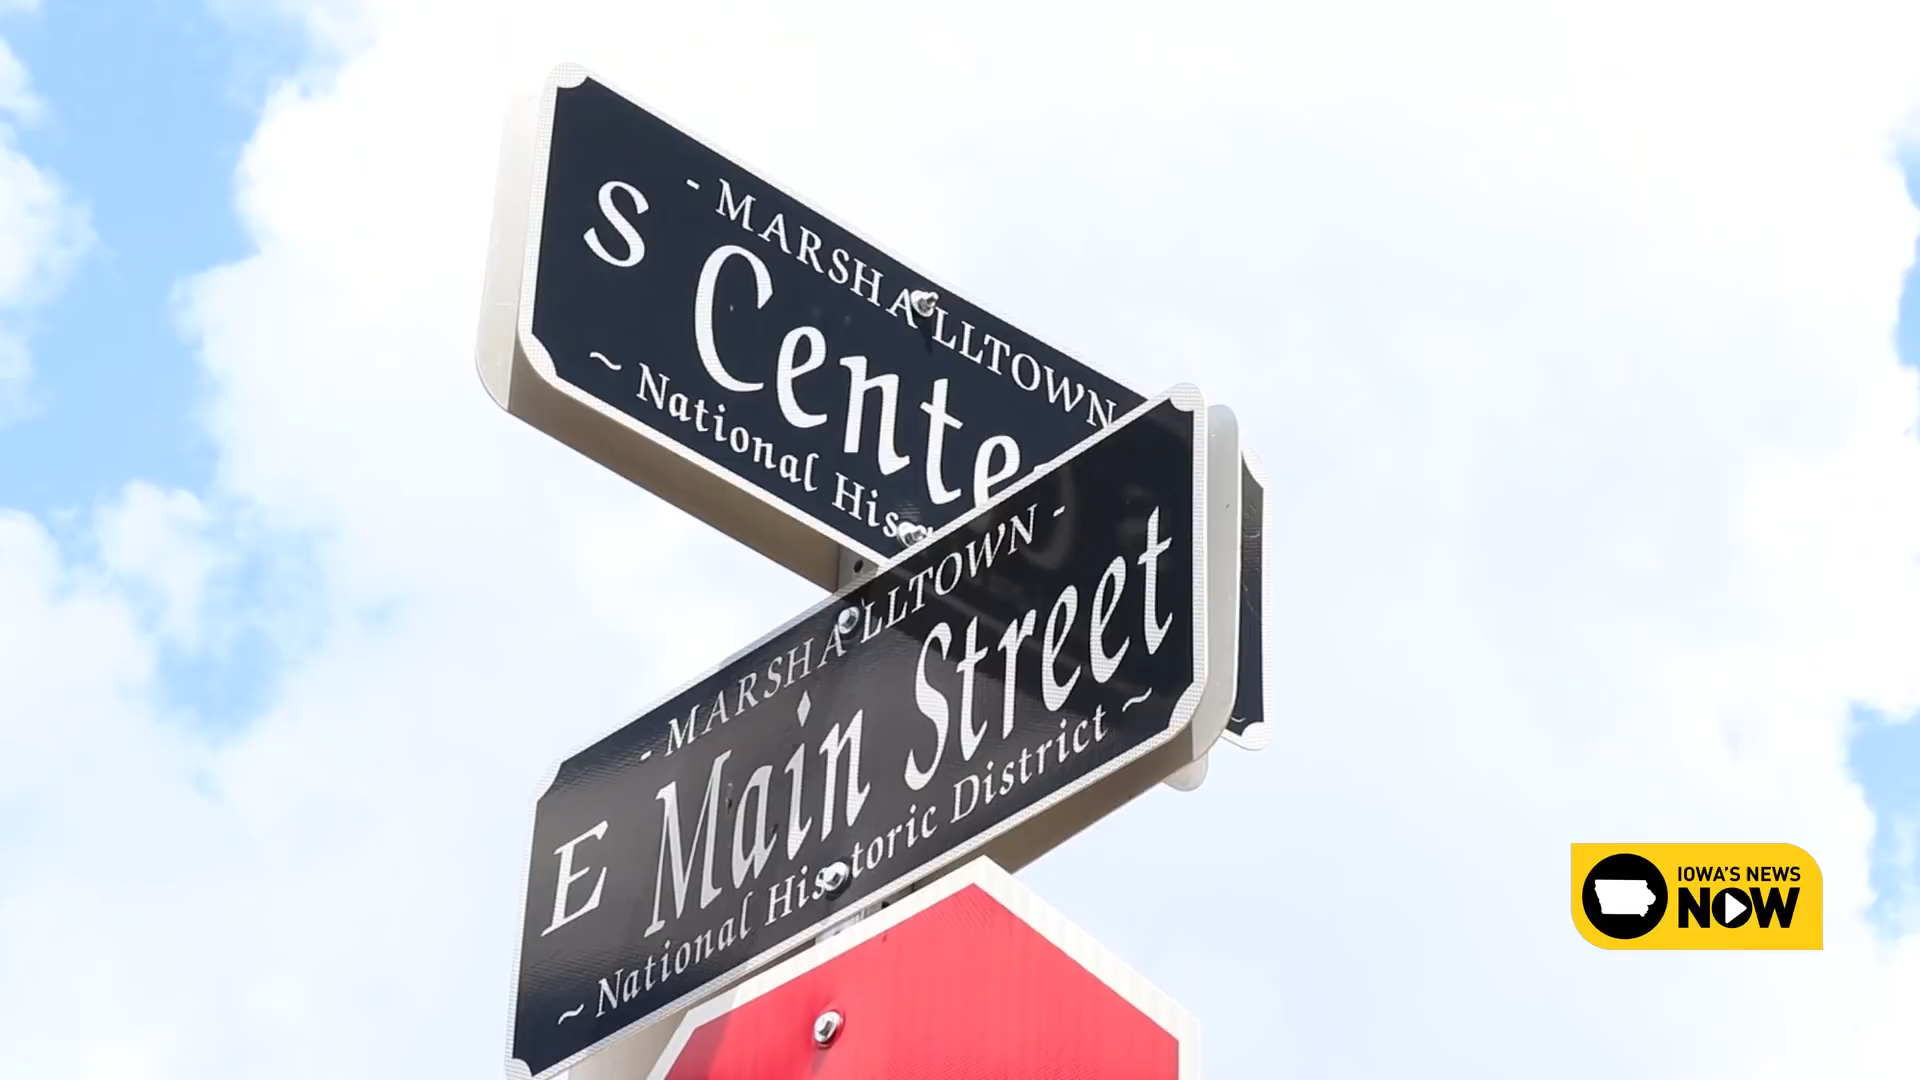 - MARSHALLTOWN
S Cente
~ National His
- MARSHALLTOWN -
E Main Street
~ National Historic District ~
IOWA'S NEWS
NOW